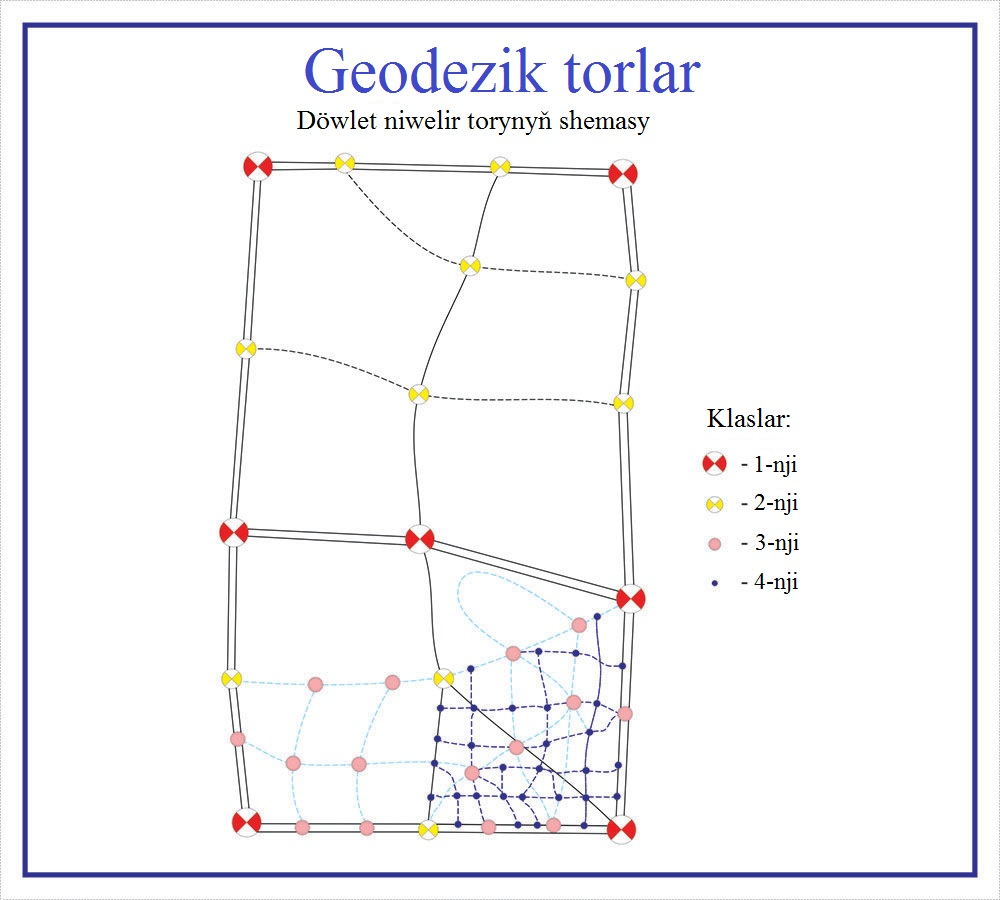 Geodezik torlar
Döwlet niwelir torynyň shemasy
Klaslar:
- 1-nji
- 2-nji
- 3-nji
- 4-nji